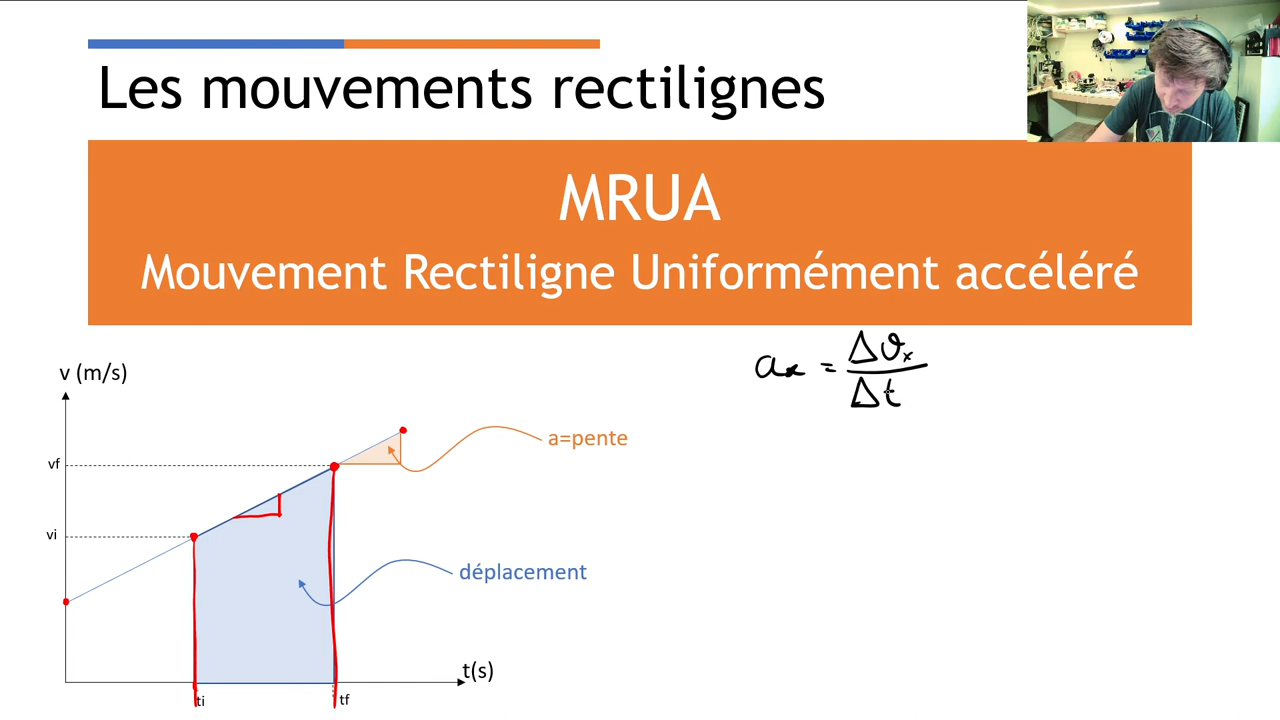 Les mouvements rectilignes
MRUA
Mouvement Rectiligne Uniformément accéléré
aₓ = Δvₓ / Δt
v (m/s)
vf
a=pente
vi
déplacement
t(s)
ti
tf